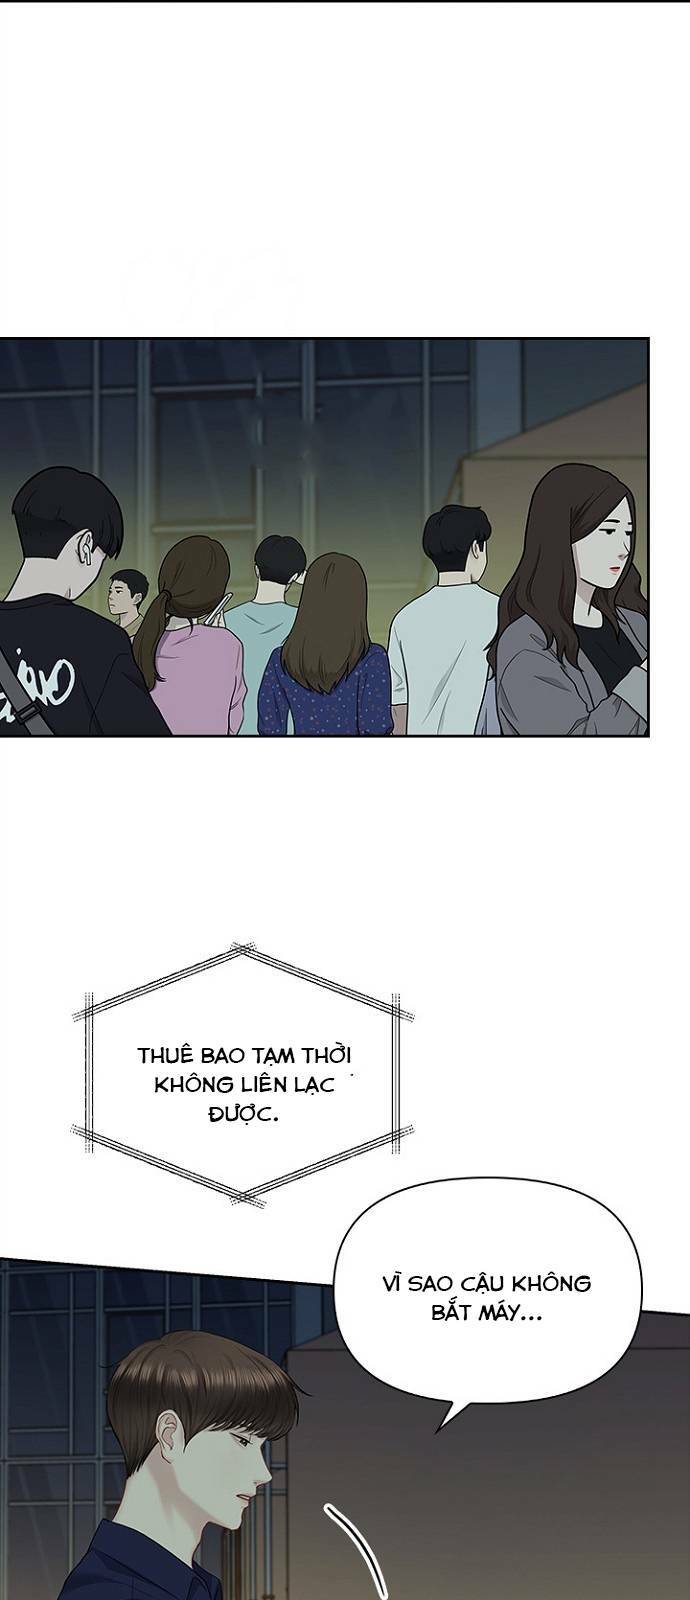 THUÊ BAO TẠM THỜI
KHÔNG LIÊN LẠC
ĐƯỢC.
VÌ SAO CẬU KHÔNG
BẮT MÁY...